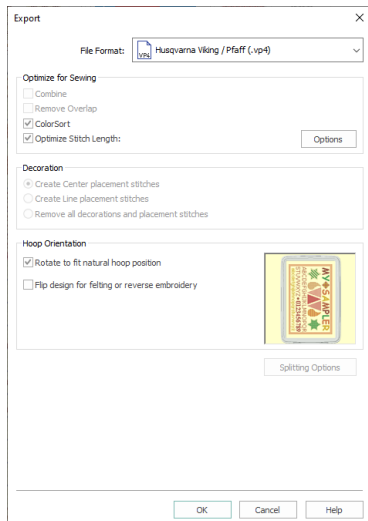 Export
File Format:
VP4
Husqvarna Viking / Pfaff (.vp4)
Optimize for Sewing
Combine
Remove Overlap
ColorSort
Optimize Stitch Length:
Options
Decoration
Create Center placement stitches
Create Line placement stitches
Remove all decorations and placement stitches
Hoop Orientation
Rotate to fit natural hoop position
Flip design for felting or reverse embroidery
MY SAMPLER
Splitting Options
OK
Cancel
Help